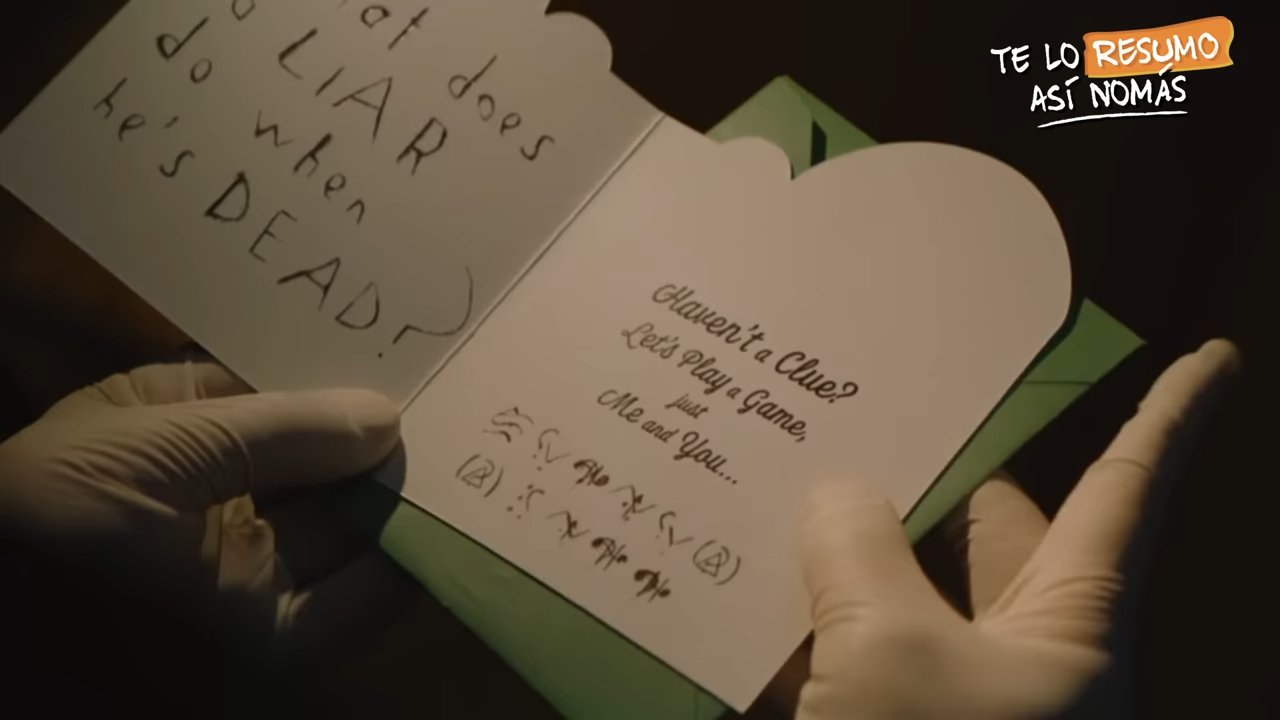 does
a LIAR
do when
he's DEAD?
Haven't a Clue?
Let's Play a Game,
just
Me and You...
TE LO RESUMO
ASÍ NOMÁS